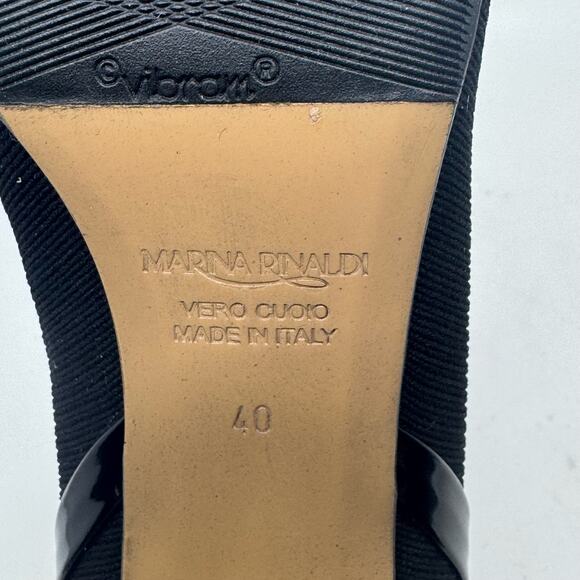 ©vibram®
MARINA RINALDI
VERO CUOIO
MADE IN ITALY
40